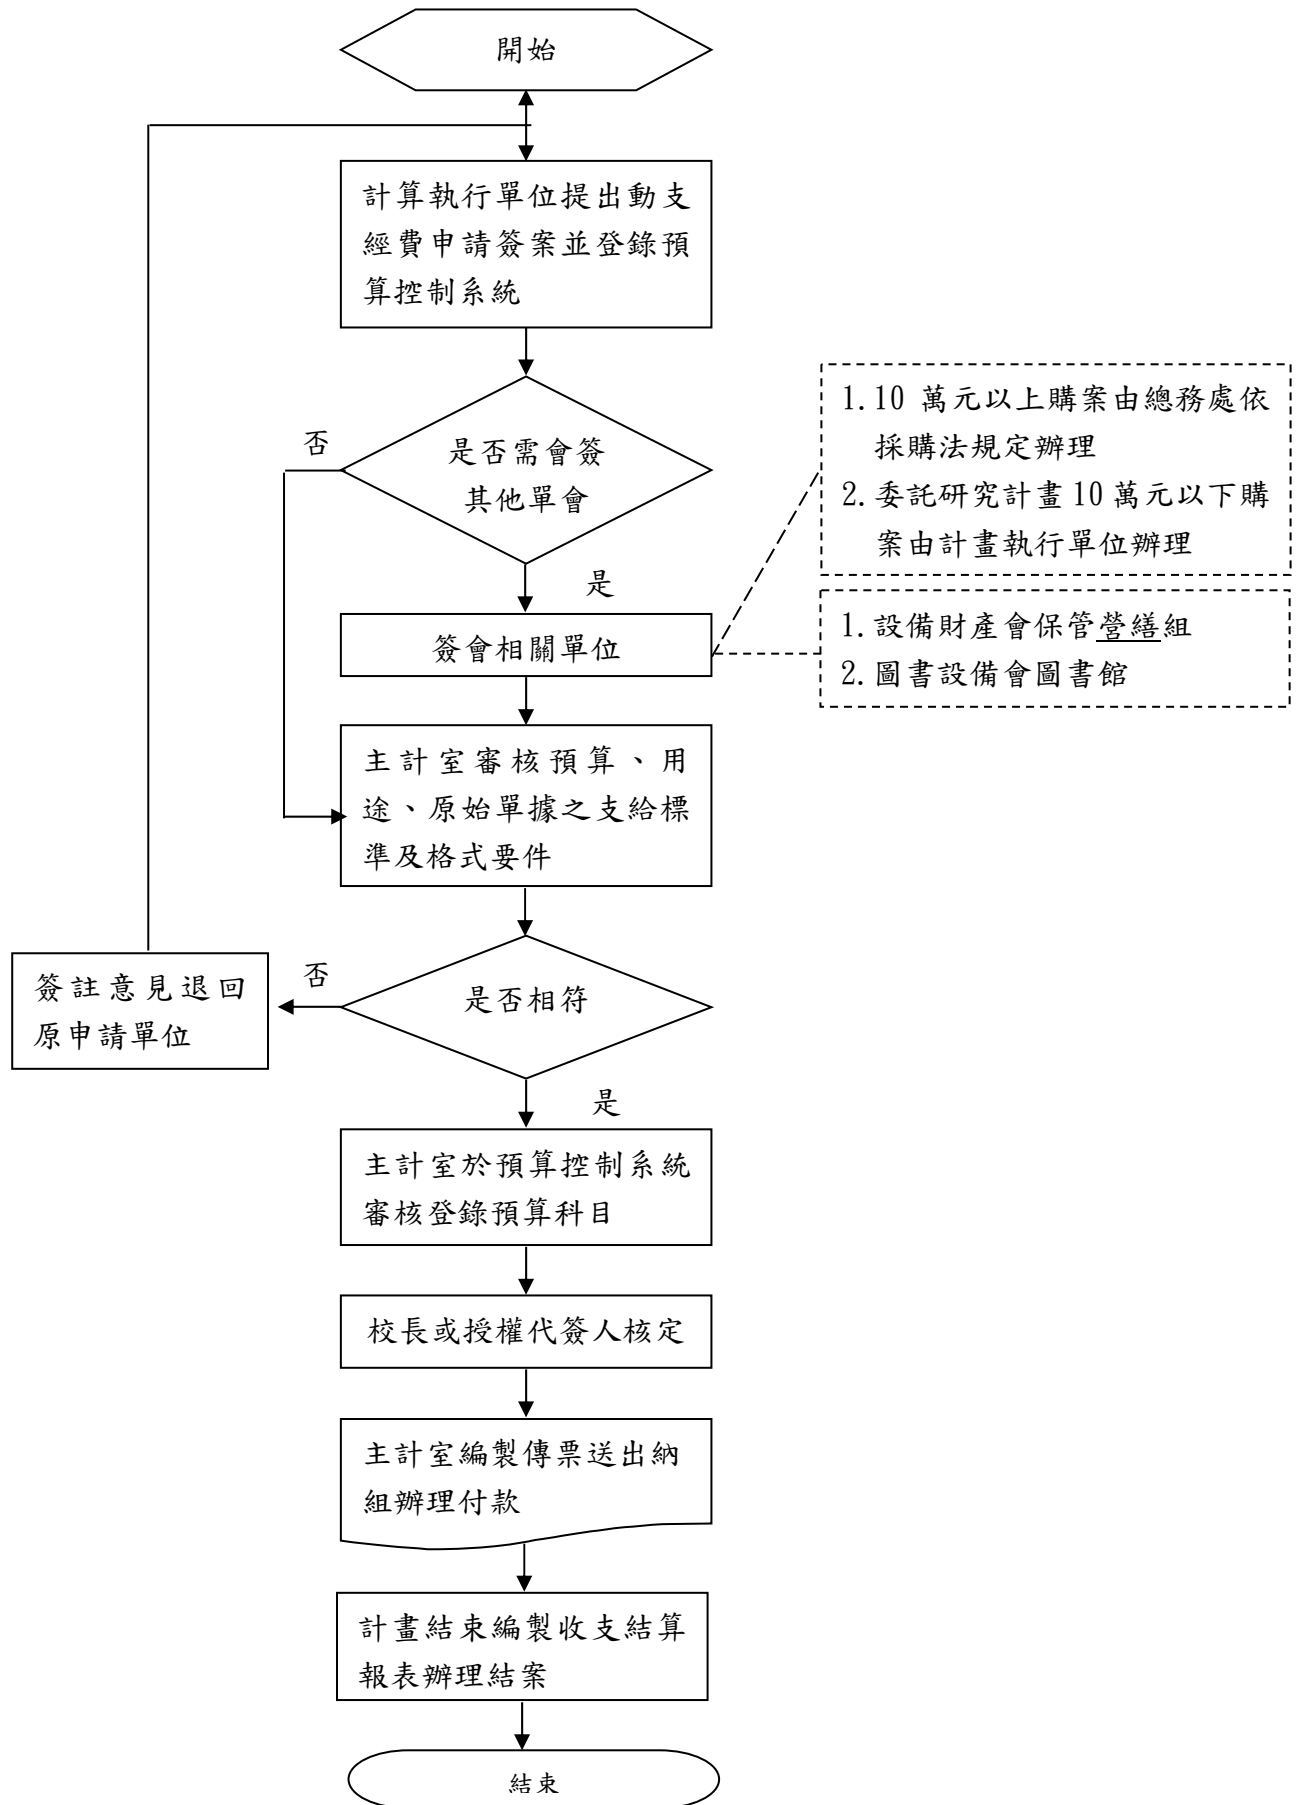 開始
計算執行單位提出動支
經費申請簽案並登錄預
算控制系統
否
是否需會簽
其他單會
是
1.10 萬元以上購案由總務處依
採購法規定辦理
2.委託研究計畫 10 萬元以下購
案由計畫執行單位辦理
簽會相關單位
1.設備財產會保管營繕組
2.圖書設備會圖書館
主計室審核預算、用
途、原始單據之支給標
準及格式要件
簽註意見退回
原申請單位
否
是否相符
是
主計室於預算控制系統
審核登錄預算科目
校長或授權代簽人核定
主計室編製傳票送出納
組辦理付款
計畫結束編製收支結算
報表辦理結案
結束